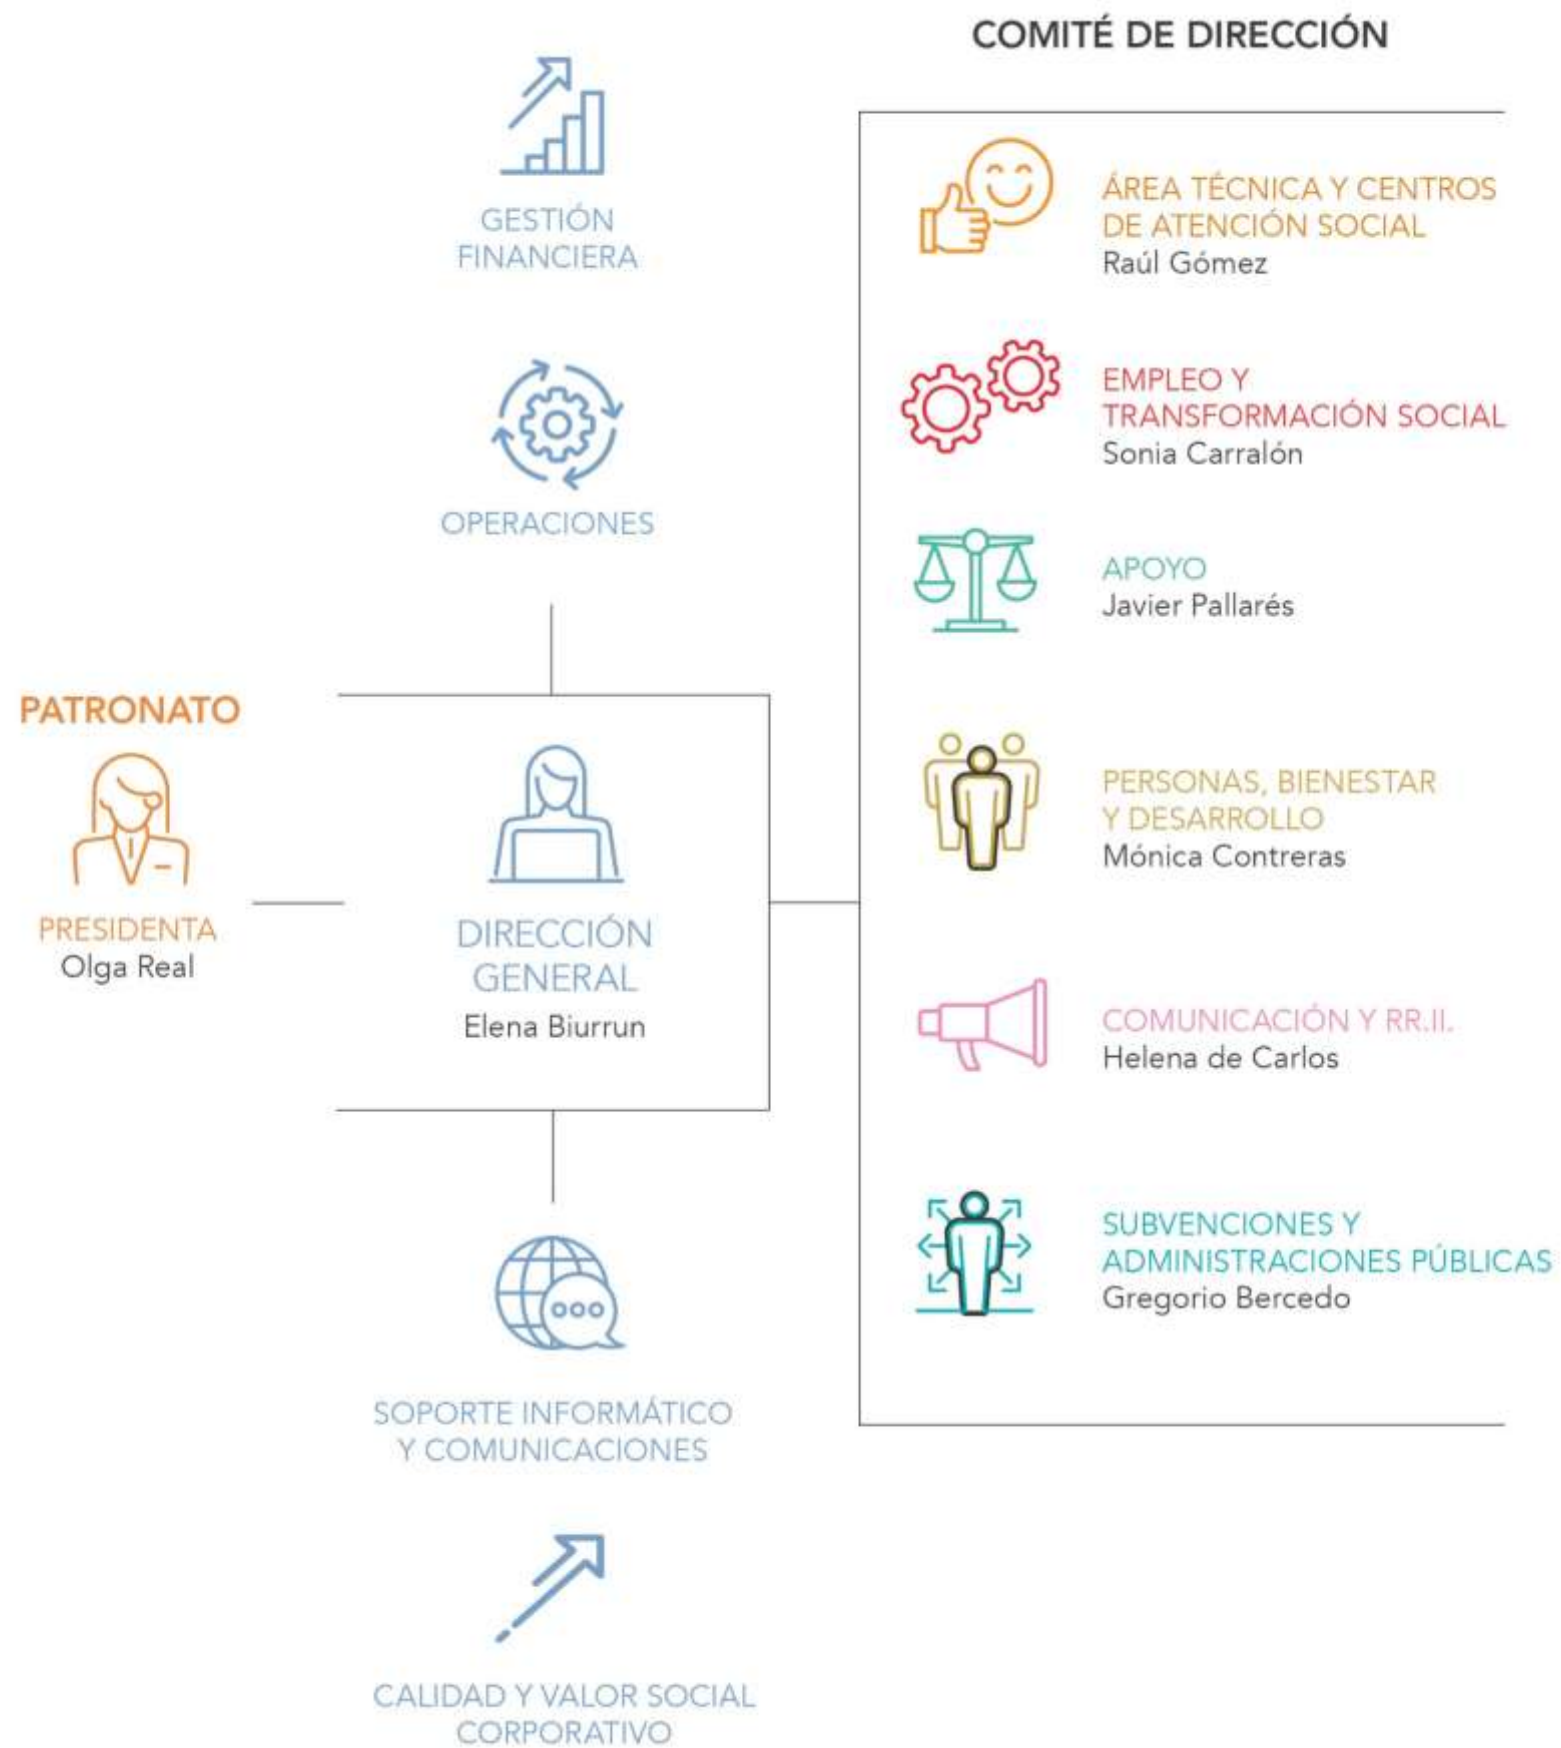 COMITÉ DE DIRECCIÓN
GESTIÓN
FINANCIERA
OPERACIONES
PATRONATO
PRESIDENTA
Olga Real
DIRECCIÓN
GENERAL
Elena Biurrun
SOPORTE INFORMÁTICO
Y COMUNICACIONES
CALIDAD Y VALOR SOCIAL
CORPORATIVO
ÁREA TÉCNICA Y CENTROS
DE ATENCIÓN SOCIAL
Raúl Gómez
EMPLEO Y
TRANSFORMACIÓN SOCIAL
Sonia Carralón
APOYO
Javier Pallarés
PERSONAS, BIENESTAR
Y DESARROLLO
Mónica Contreras
COMUNICACIÓN Y RR.II.
Helena de Carlos
SUBVENCIONES Y
ADMINISTRACIONES PÚBLICAS
Gregorio Bercedo